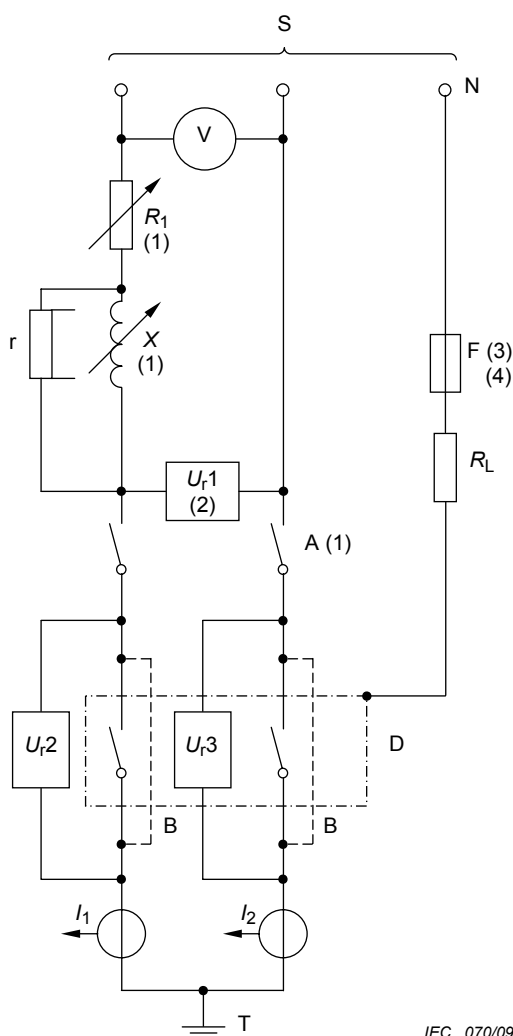 S
N
V
R1
(1)
r
X
(1)
F (3)
(4)
RL
Ur1
(2)
A (1)
Ur2
Ur3
D
B
B
I1
I2
T
IEC 070/09